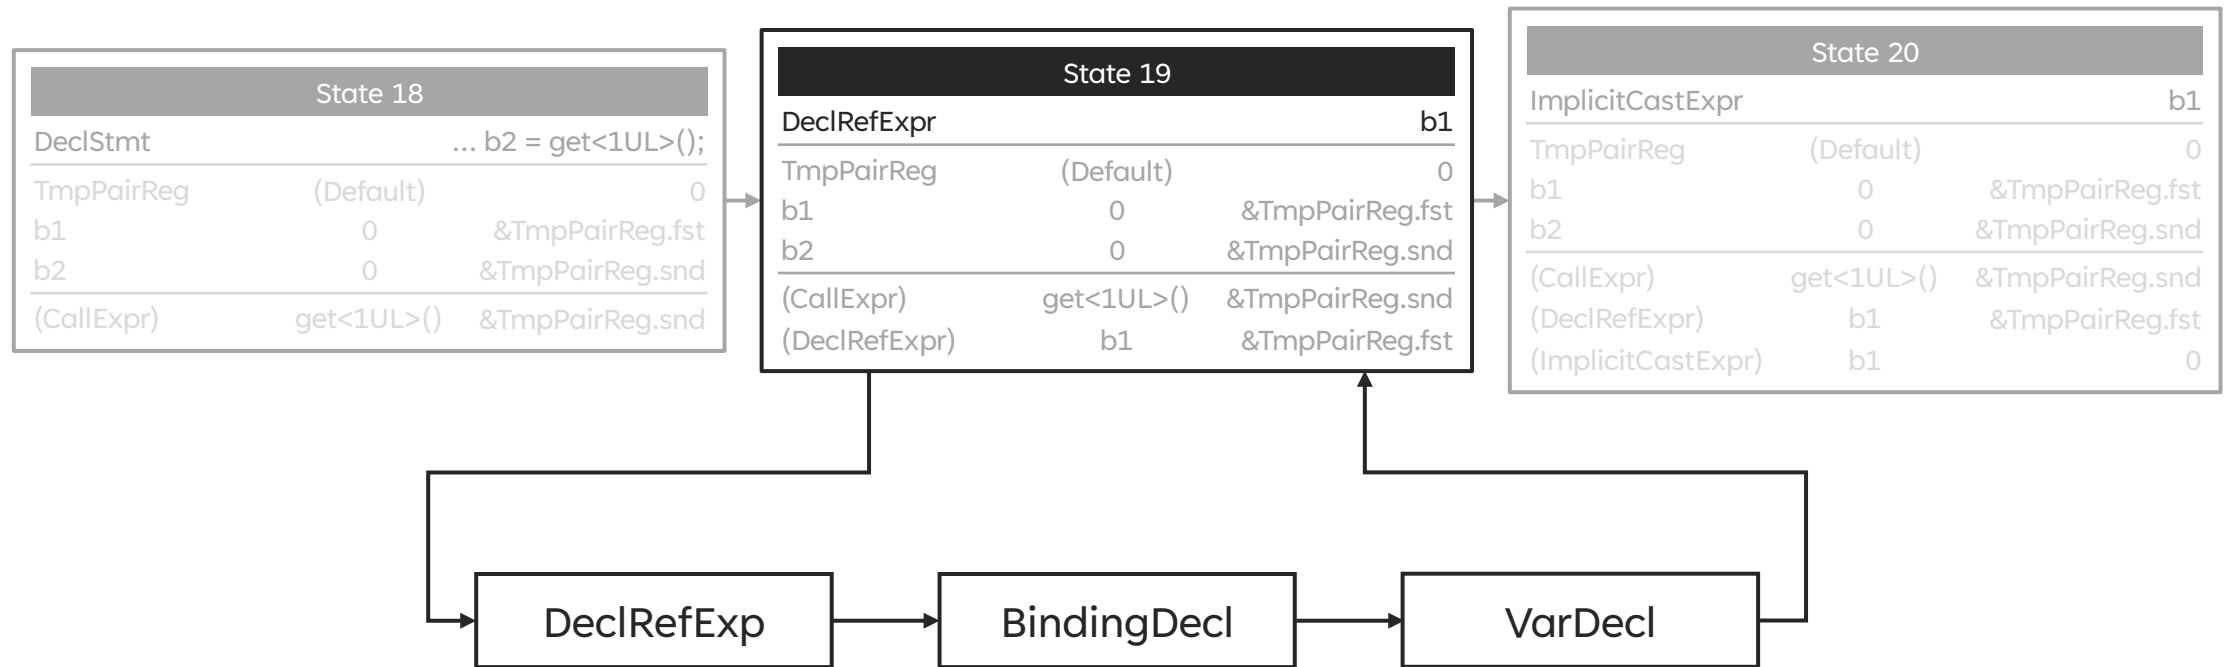 State 18
DeclStmt ... b2 = get<1UL>();
TmpPairReg (Default) 0
b1 0 &TmpPairReg.fst
b2 0 &TmpPairReg.snd
(CallExpr) get<1UL>() &TmpPairReg.snd
State 19
DeclRefExpr b1
TmpPairReg (Default) 0
b1 0 &TmpPairReg.fst
b2 0 &TmpPairReg.snd
(CallExpr) get<1UL>() &TmpPairReg.snd
(DeclRefExpr) b1 &TmpPairReg.fst
State 20
ImplicitCastExpr b1
TmpPairReg (Default) 0
b1 0 &TmpPairReg.fst
b2 0 &TmpPairReg.snd
(CallExpr) get<1UL>() &TmpPairReg.snd
(DeclRefExpr) b1 &TmpPairReg.fst
(ImplicitCastExpr) b1 0
DeclRefExp
BindingDecl
VarDecl